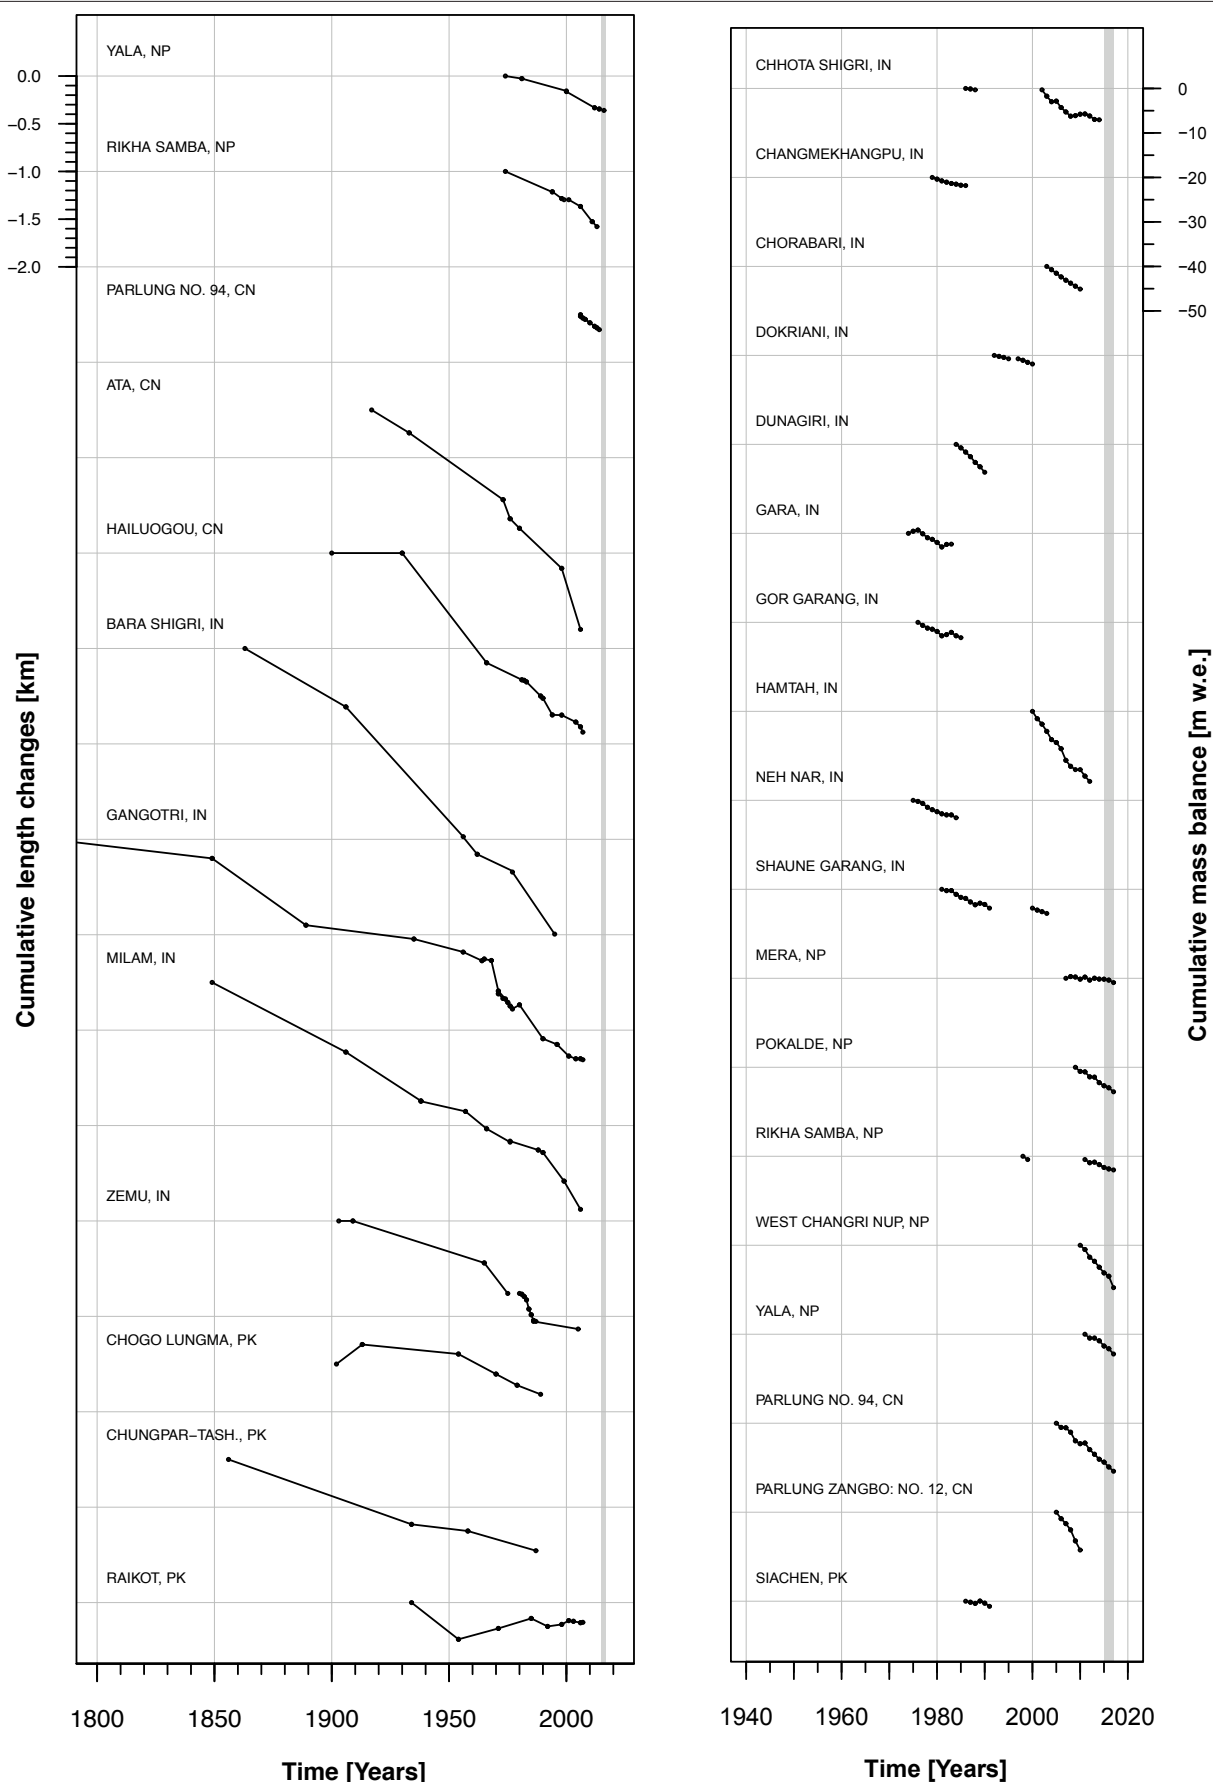 YALA, NP
0.0
−0.5
RIKHA SAMBA, NP
−1.0
−1.5
−2.0
PARLUNG NO. 94, CN
ATA, CN
HAILUOGOU, CN
BARA SHIGRI, IN
GANGOTRI, IN
MILAM, IN
ZEMU, IN
CHOGO LUNGMA, PK
CHUNGPAR−TASH., PK
RAIKOT, PK
Cumulative length changes [km]
1800 1850 1900 1950 2000
Time [Years]
CHHOTA SHIGRI, IN
0
−10
CHANGMEKHANGPU, IN
−20
−30
CHORABARI, IN
−40
−50
DOKRIANI, IN
DUNAGIRI, IN
GARA, IN
GOR GARANG, IN
HAMTAH, IN
NEH NAR, IN
SHAUNE GARANG, IN
MERA, NP
POKALDE, NP
RIKHA SAMBA, NP
WEST CHANGRI NUP, NP
YALA, NP
PARLUNG NO. 94, CN
PARLUNG ZANGBO: NO. 12, CN
SIACHEN, PK
Cumulative mass balance [m w.e.]
1940 1960 1980 2000 2020
Time [Years]